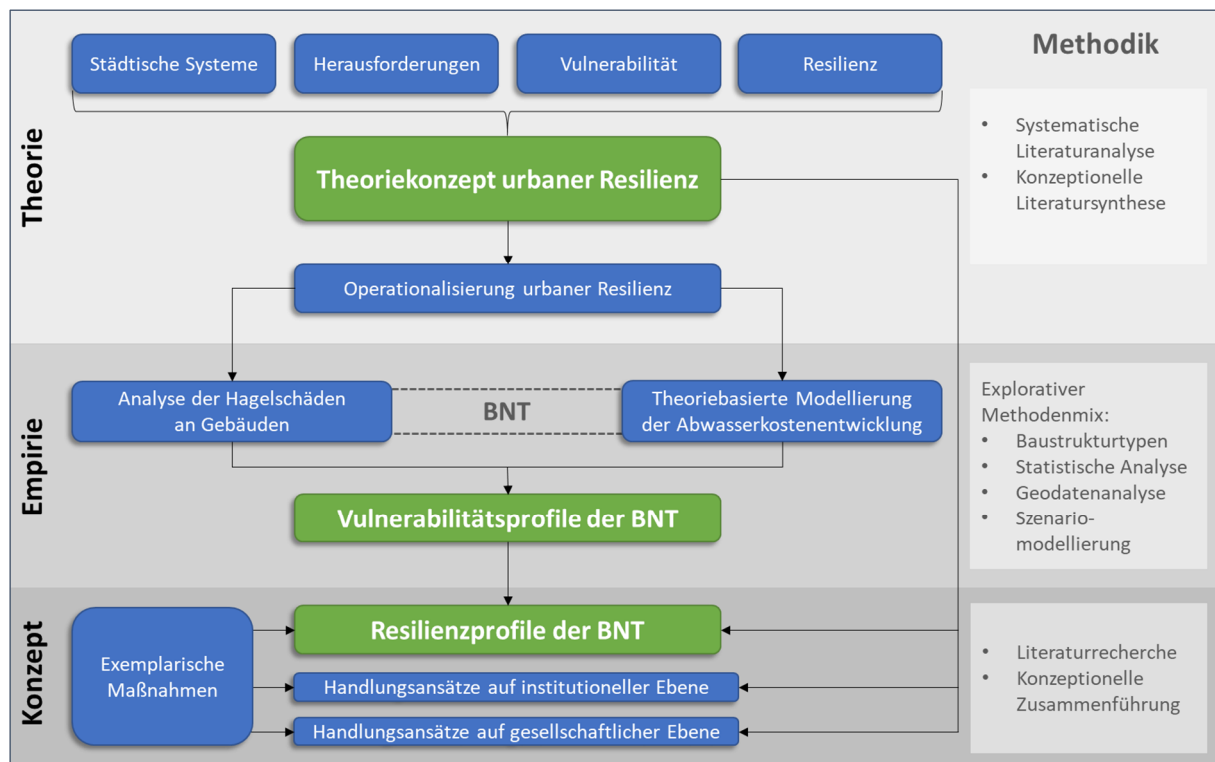 Methodik
Städtische Systeme
Herausforderungen
Vulnerabilität
Resilienz
Theorie
Theoriekonzept urbaner Resilienz
• Systematische
Literaturanalyse
• Konzeptionelle
Literatursynthese
Operationalisierung urbaner Resilienz
Empirie
Analyse der Hagelschäden
an Gebäuden
BNT
Theoriebasierte Modellierung
der Abwasserkostenentwicklung
Vulnerabilitätsprofile der BNT
Explorativer
Methodenmix:
• Baustrukturtypen
• Statistische Analyse
• Geodatenanalyse
• Szenario-
modellierung
Konzept
Exemplarische
Maßnahmen
Resilienzprofile der BNT
Handlungsansätze auf institutioneller Ebene
Handlungsansätze auf gesellschaftlicher Ebene
• Literaturrecherche
• Konzeptionelle
Zusammenführung